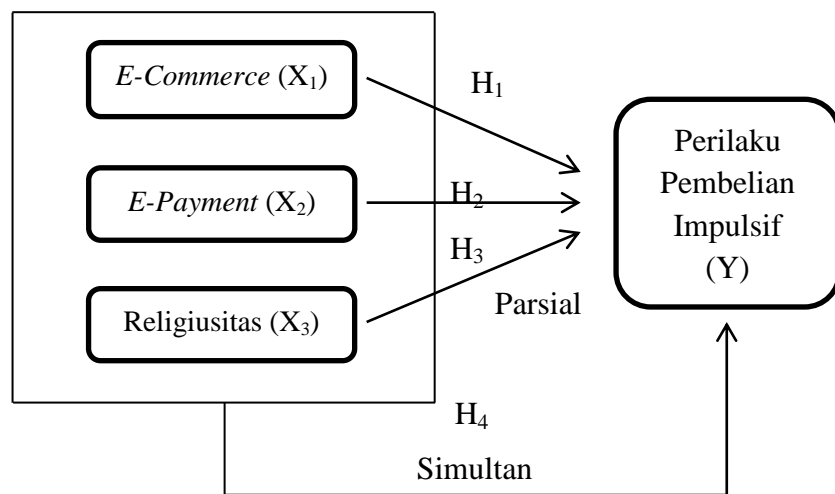 E-Commerce (X₁)
H₁
Perilaku
Pembelian
Impulsif
(Y)
E-Payment (X₂)
H₂
H₃
Religiusitas (X₃)
Parsial
H₄
Simultan